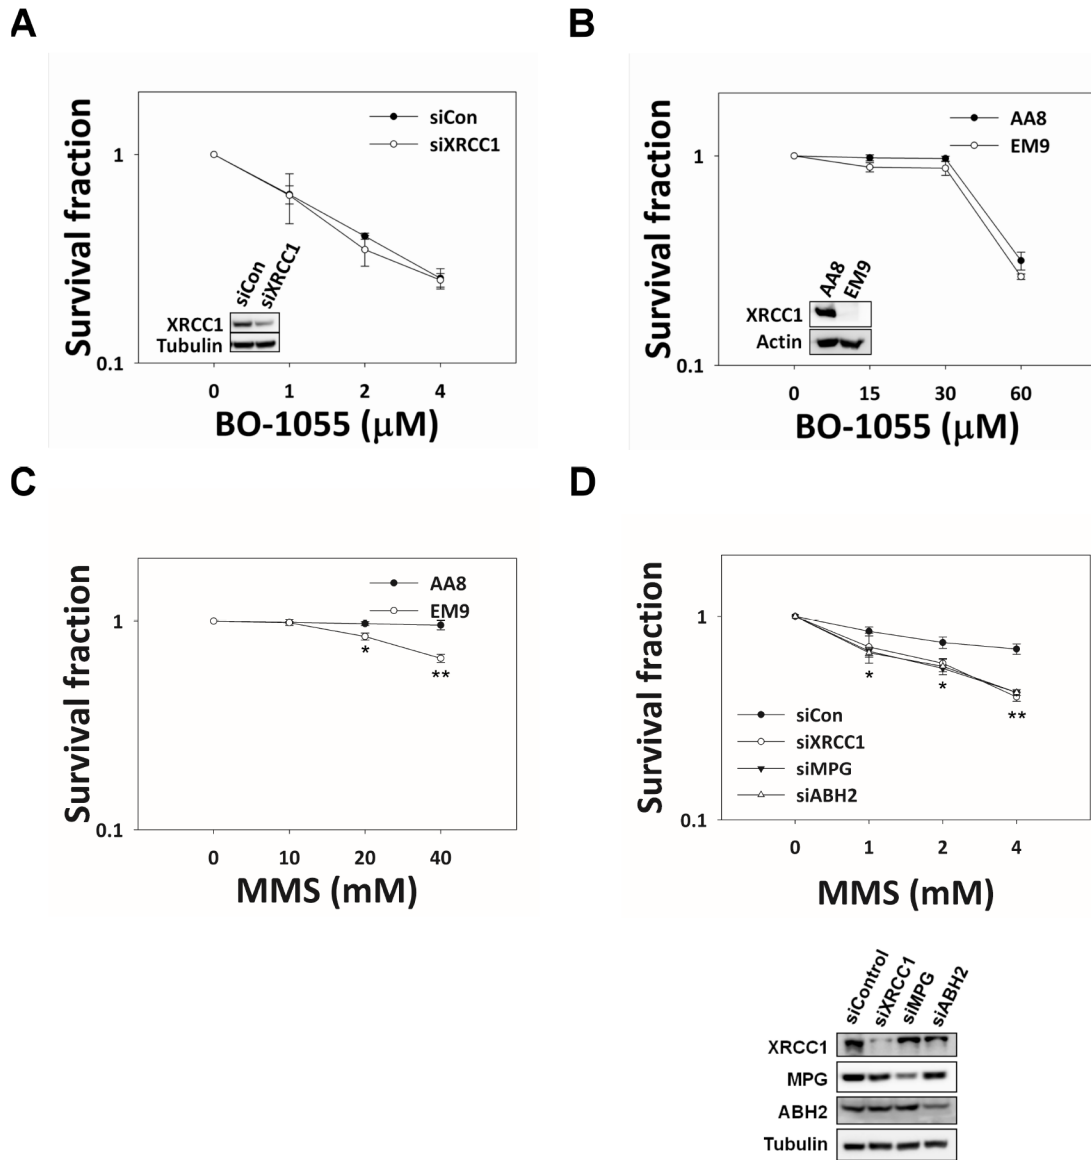 A
siCon
siXRCC1
Survival fraction
1
0.1
siCon
siXRCC1
XRCC1
Tubulin
0 1 2 4
BO-1055 (μM)
B
AA8
EM9
Survival fraction
1
0.1
AA8
EM9
XRCC1
Actin
0 15 30 60
BO-1055 (μM)
C
AA8
EM9
Survival fraction
1
0.1
*
**
0 10 20 40
MMS (mM)
D
Survival fraction
1
0.1
* * **
siCon
siXRCC1
siMPG
siABH2
0 1 2 4
MMS (mM)
siControl
siXRCC1
siMPG
siABH2
XRCC1
MPG
ABH2
Tubulin